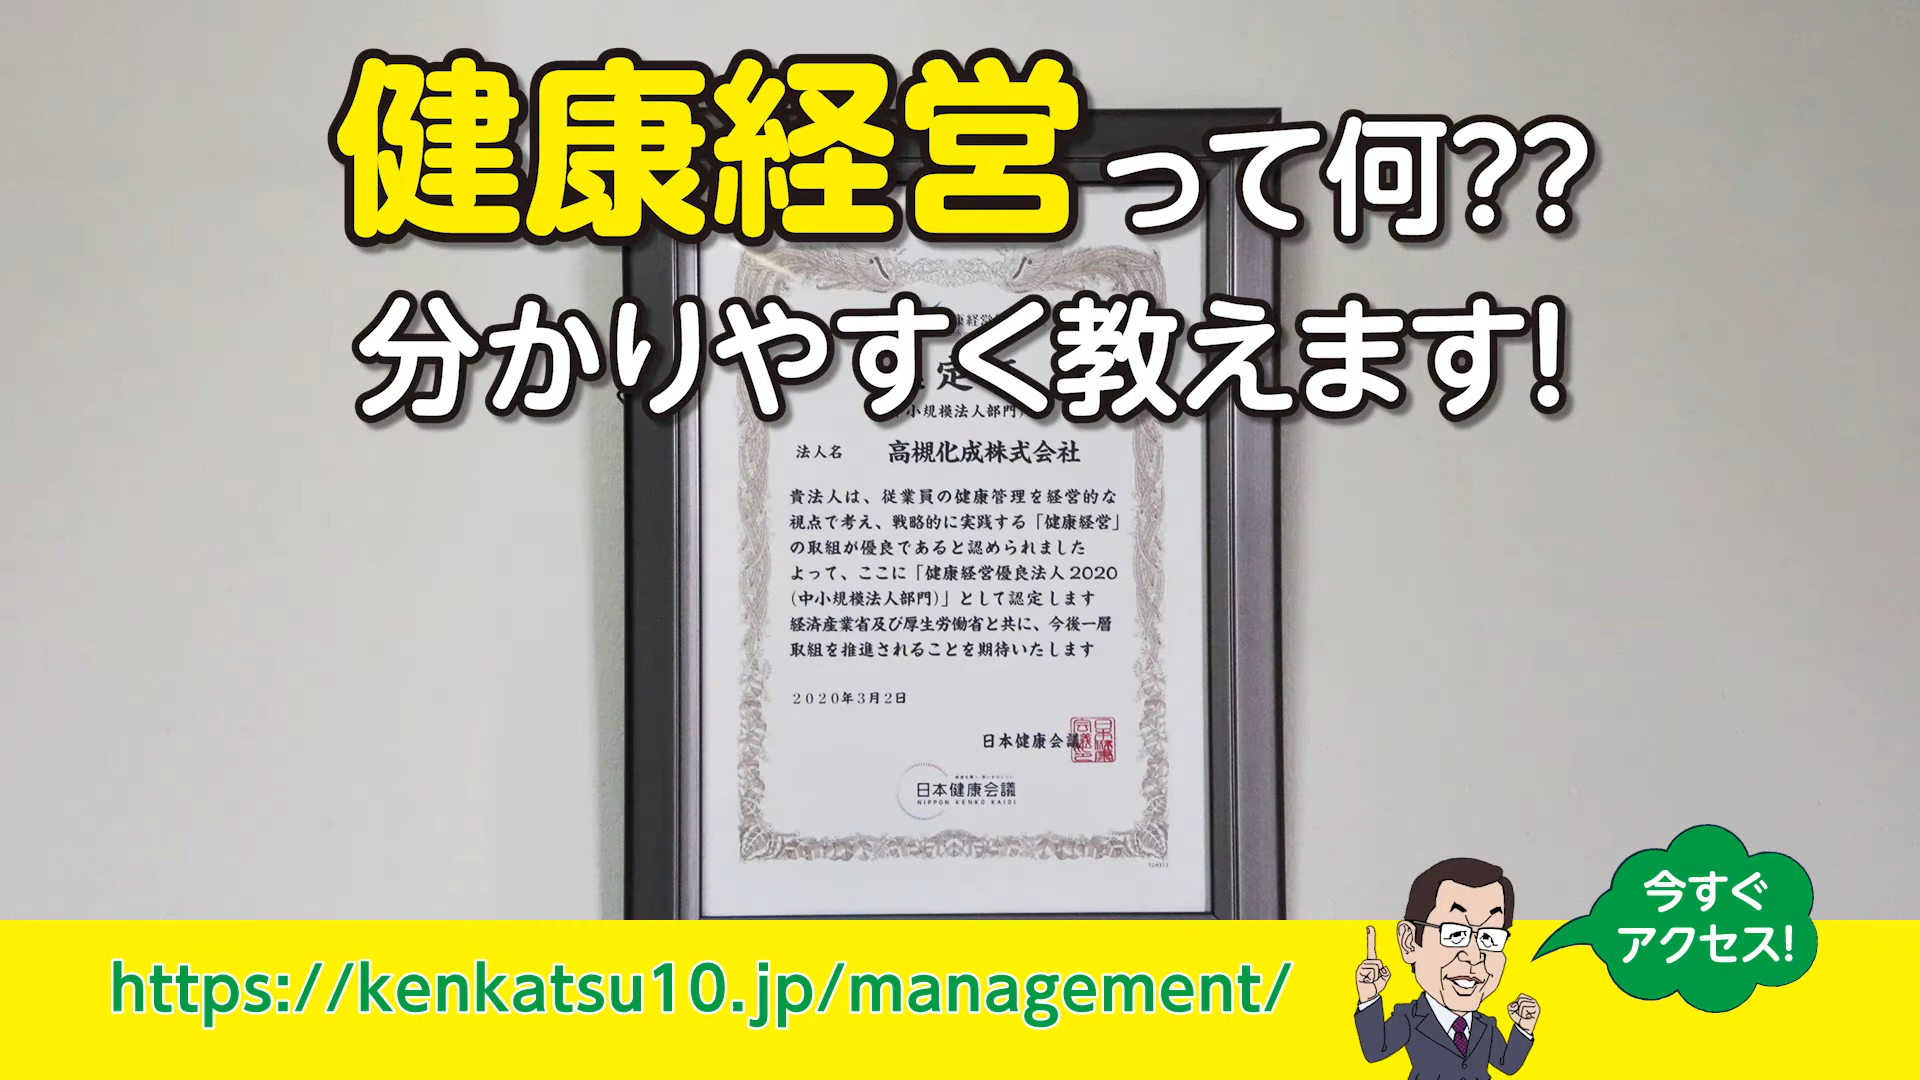 健康経営って何??
分かりやすく教えます!
定
中小規模法人部門)
法人名 高槻化成株式会社
貴法人は、従業員の健康管理を経営的な
視点で考え、戦略的に実践する「健康経営」
の取組が優良であると認められました
よって、ここに「健康経営優良法人2020
(中小規模法人部門)」として認定します
経済産業省及び厚生労働省と共に、今後一層
取組を推進されることを期待いたします
2020年3月2日
日本健康会議
日本健康会議
NIPPON KENKO KAIGI
今すぐ
アクセス!
https://kenkatsu10.jp/management/